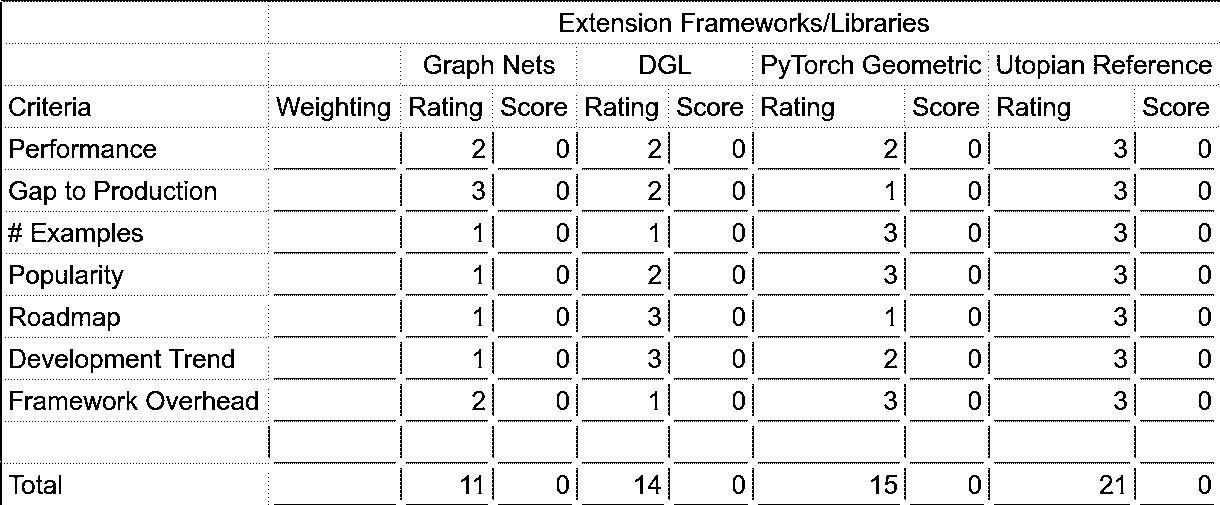 Extension Frameworks/Libraries
Graph Nets DGL PyTorch Geometric Utopian Reference
Criteria Weighting Rating Score Rating Score Rating Score Rating Score
Performance 2 0 2 0 2 0 3 0
Gap to Production 3 0 2 0 1 0 3 0
# Examples 1 0 1 0 3 0 3 0
Popularity 1 0 2 0 3 0 3 0
Roadmap 1 0 3 0 1 0 3 0
Development Trend 1 0 3 0 2 0 3 0
Framework Overhead 2 0 1 0 3 0 3 0
Total 11 0 14 0 15 0 21 0